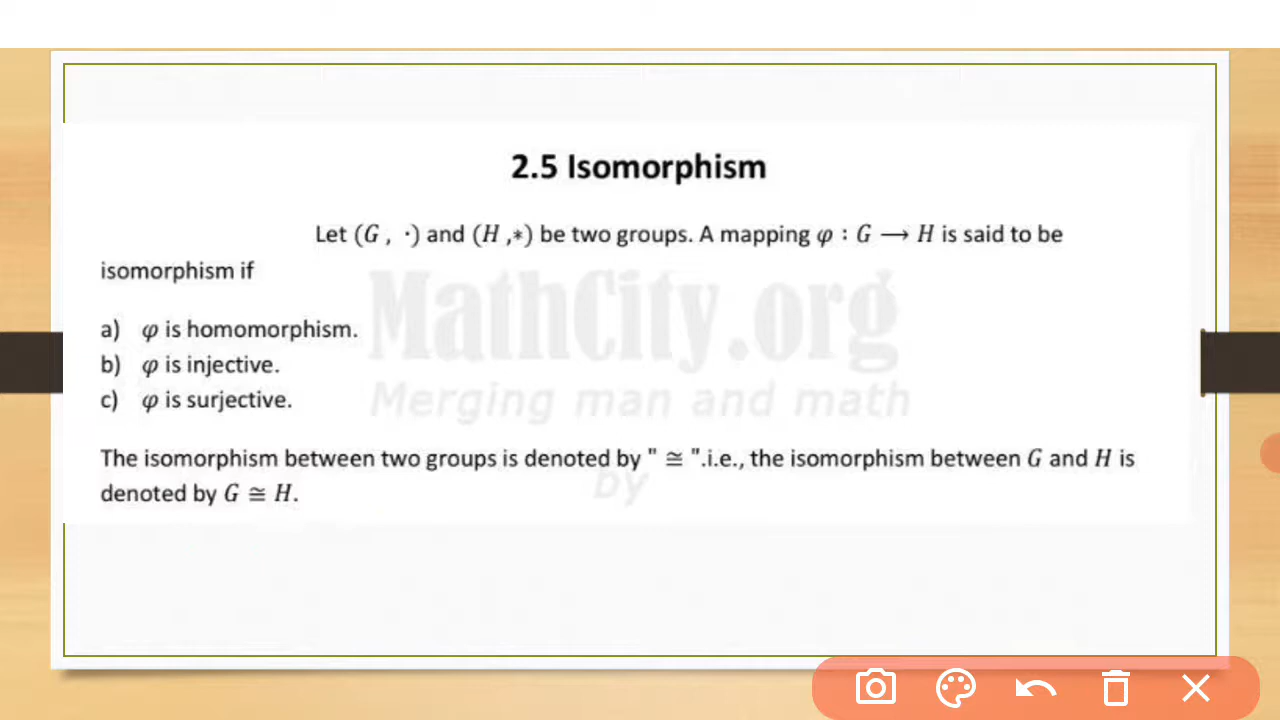 2.5 Isomorphism
Let (G , ·) and (H ,∗) be two groups. A mapping φ : G ⟶ H is said to be
isomorphism if
a) φ is homomorphism.
b) φ is injective.
c) φ is surjective.
MathCity.org
Merging man and math
The isomorphism between two groups is denoted by " ≅ ".i.e., the isomorphism between G and H is
by
denoted by G ≅ H.